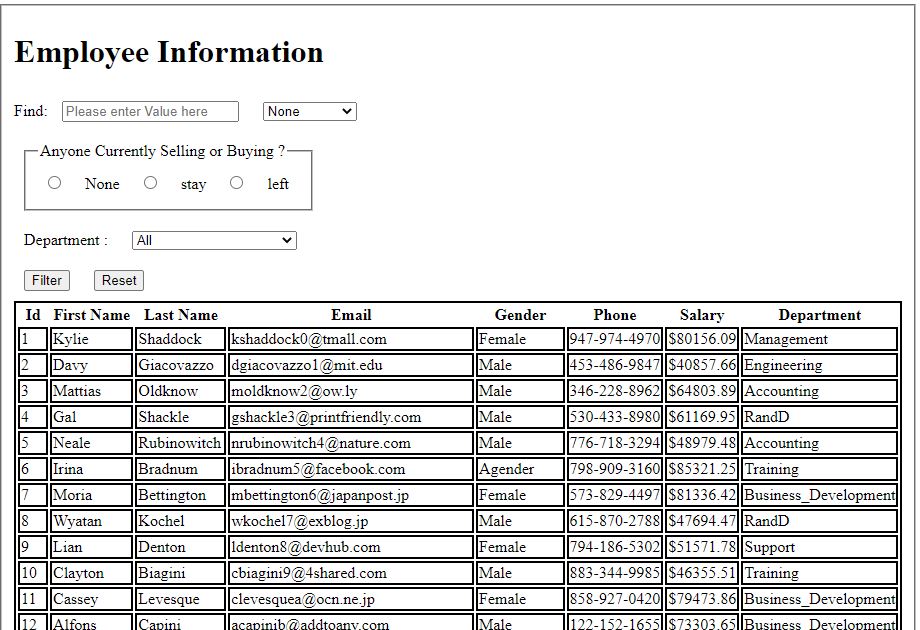 Employee Information
Find: Please enter Value here None
Anyone Currently Selling or Buying ?
None stay left
Department : All
Filter Reset
Id First Name Last Name Email Gender Phone Salary Department
1 Kylie Shaddock kshaddock0@tmall.com Female 947-974-4970 $80156.09 Management
2 Davy Giacovazzo dgiacovazzo1@mit.edu Male 453-486-9847 $40857.66 Engineering
3 Mattias Oldknow moldknow2@ow.ly Male 346-228-8962 $64803.89 Accounting
4 Gal Shackle gshackle3@printfriendly.com Male 530-433-8980 $61169.95 RandD
5 Neale Rubinowitch nrubinowitch4@nature.com Male 776-718-3294 $48979.48 Accounting
6 Irina Bradnum ibradnum5@facebook.com Agender 798-909-3160 $85321.25 Training
7 Moria Bettington mbettington6@japanpost.jp Female 573-829-4497 $81336.42 Business_Development
8 Wyatan Kochel wkochel7@exblog.jp Male 615-870-2788 $47694.47 RandD
9 Lian Denton ldenton8@devhub.com Female 794-186-5302 $51571.78 Support
10 Clayton Biagini cbiagini9@4shared.com Male 883-344-9985 $46355.51 Training
11 Cassey Levesque clevesquea@ocn.ne.jp Female 858-927-0420 $79473.86 Business_Development
12 Alfons Capini acapinib@addtoany.com Male 122-152-1655 $73303.65 Business_Development